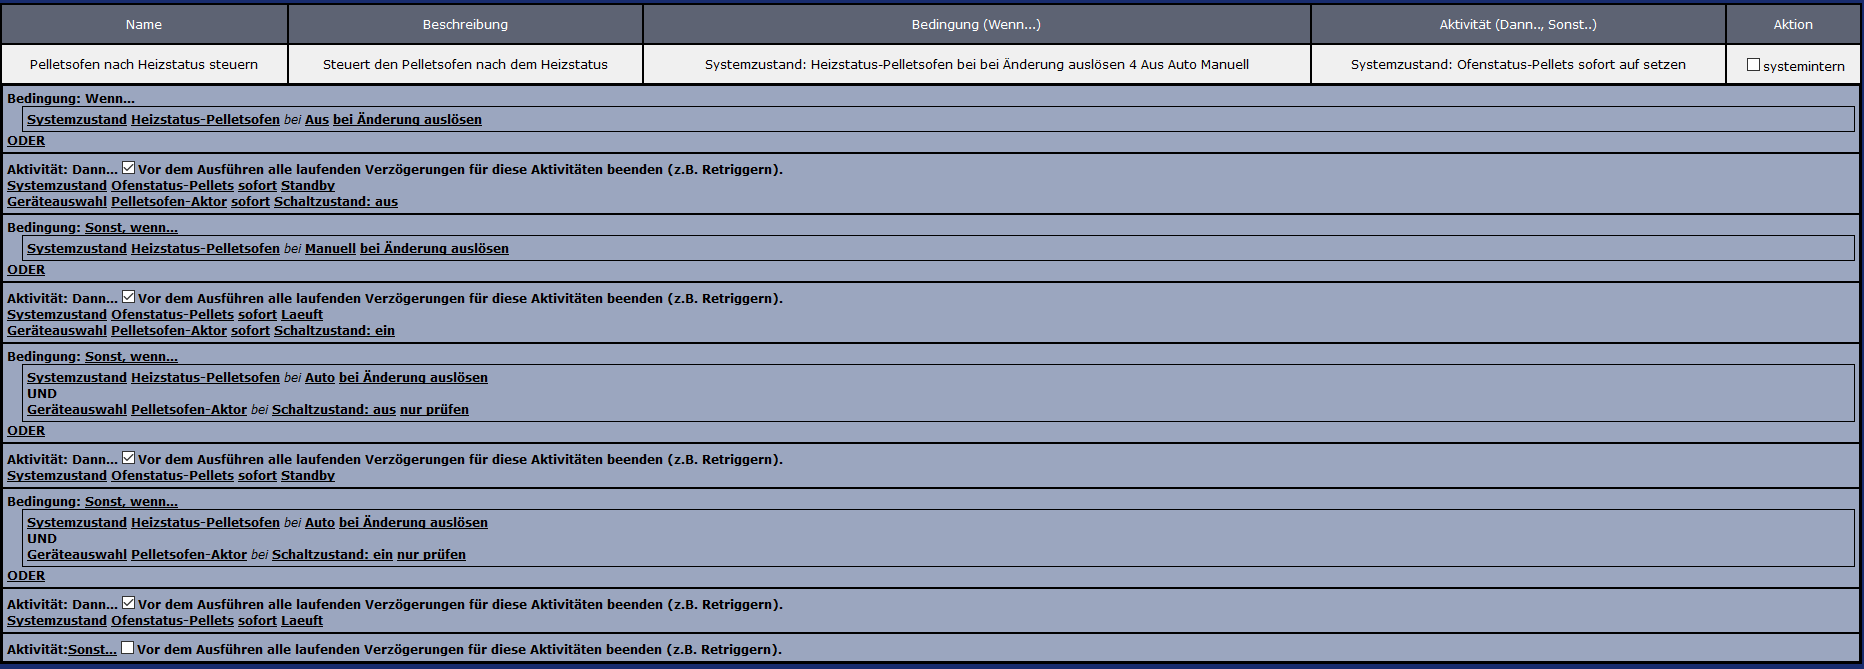 Name Beschreibung Bedingung (Wenn...) Aktivität (Dann.., Sonst..) Aktion
Pelletsofen nach Heizstatus steuern Steuert den Pelletsofen nach dem Heizstatus Systemzustand: Heizstatus-Pelletsofen bei bei Änderung auslösen 4 Aus Auto Manuell Systemzustand: Ofenstatus-Pellets sofort auf setzen systemintern
Bedingung: Wenn...
Systemzustand Heizstatus-Pelletsofen bei Aus bei Änderung auslösen
ODER
Aktivität: Dann... Vor dem Ausführen alle laufenden Verzögerungen für diese Aktivitäten beenden (z.B. Retriggern).
Systemzustand Ofenstatus-Pellets sofort Standby
Geräteauswahl Pelletsofen-Aktor sofort Schaltzustand: aus
Bedingung: Sonst, wenn...
Systemzustand Heizstatus-Pelletsofen bei Manuell bei Änderung auslösen
ODER
Aktivität: Dann... Vor dem Ausführen alle laufenden Verzögerungen für diese Aktivitäten beenden (z.B. Retriggern).
Systemzustand Ofenstatus-Pellets sofort Laeuft
Geräteauswahl Pelletsofen-Aktor sofort Schaltzustand: ein
Bedingung: Sonst, wenn...
Systemzustand Heizstatus-Pelletsofen bei Auto bei Änderung auslösen
UND
Geräteauswahl Pelletsofen-Aktor bei Schaltzustand: aus nur prüfen
ODER
Aktivität: Dann... Vor dem Ausführen alle laufenden Verzögerungen für diese Aktivitäten beenden (z.B. Retriggern).
Systemzustand Ofenstatus-Pellets sofort Standby
Bedingung: Sonst, wenn...
Systemzustand Heizstatus-Pelletsofen bei Auto bei Änderung auslösen
UND
Geräteauswahl Pelletsofen-Aktor bei Schaltzustand: ein nur prüfen
ODER
Aktivität: Dann... Vor dem Ausführen alle laufenden Verzögerungen für diese Aktivitäten beenden (z.B. Retriggern).
Systemzustand Ofenstatus-Pellets sofort Laeuft
Aktivität:Sonst... Vor dem Ausführen alle laufenden Verzögerungen für diese Aktivitäten beenden (z.B. Retriggern).